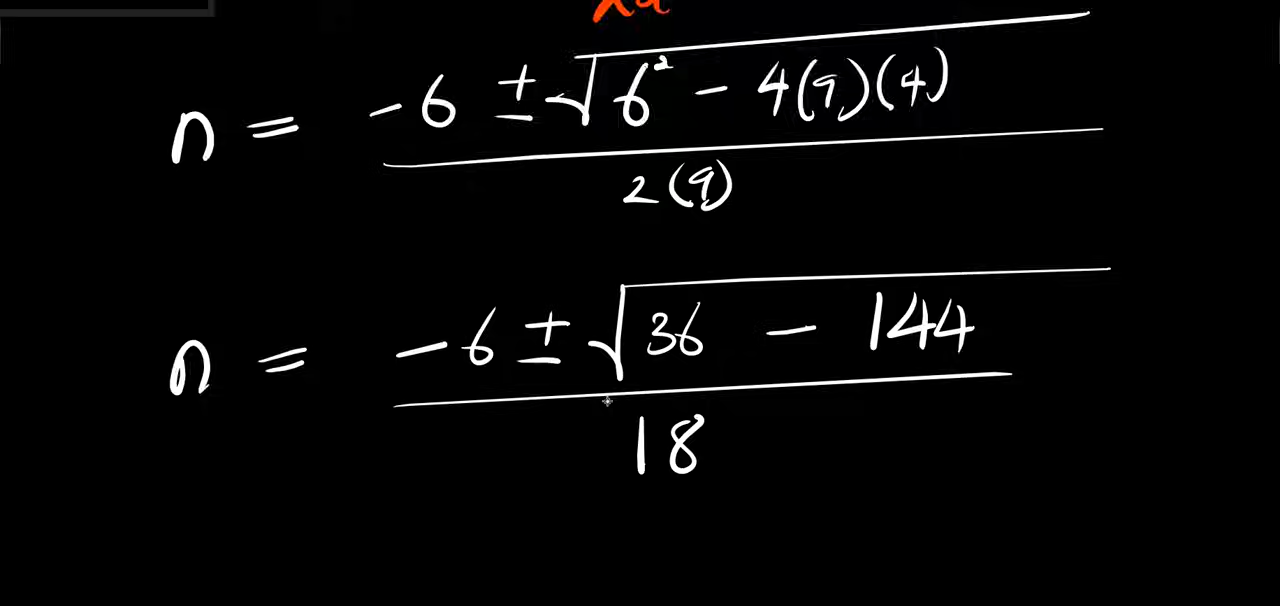 n = -6 ± √6² - 4(9)(4)
2(9)
n = -6 ± √36 - 144
18